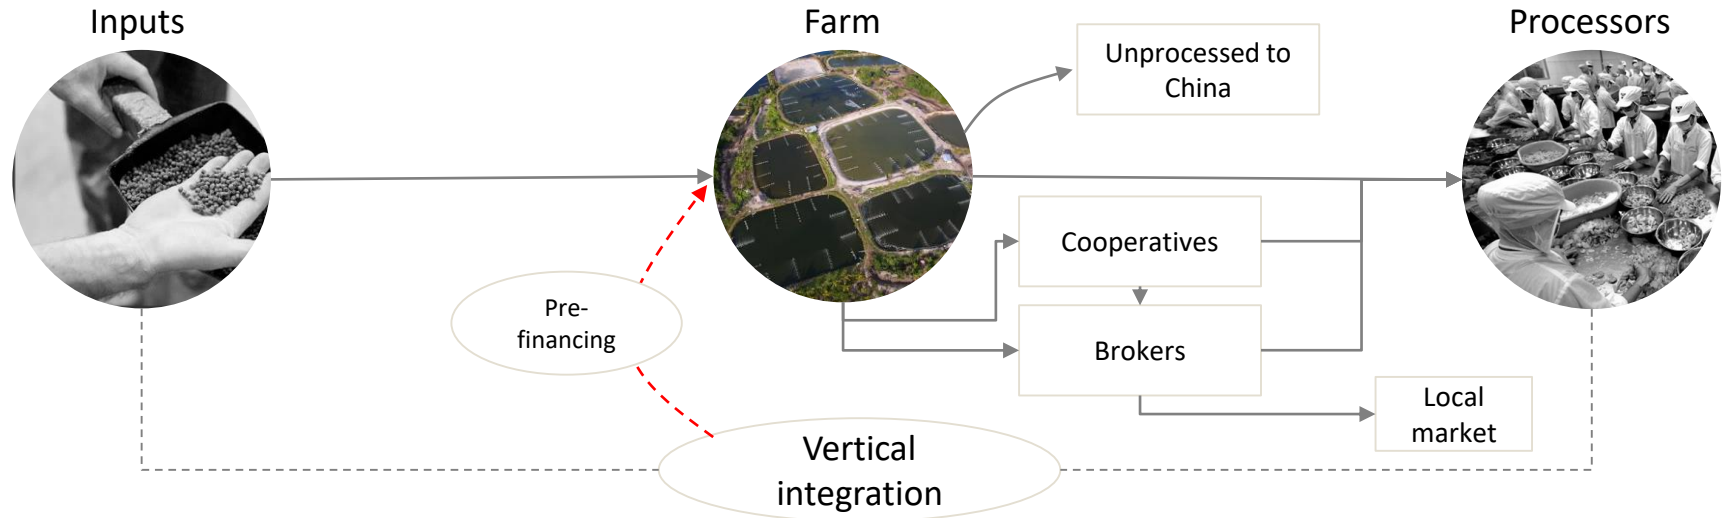 Inputs
Farm
Processors
Unprocessed to
China
Cooperatives
Pre-
financing
Brokers
Local
market
Vertical
integration